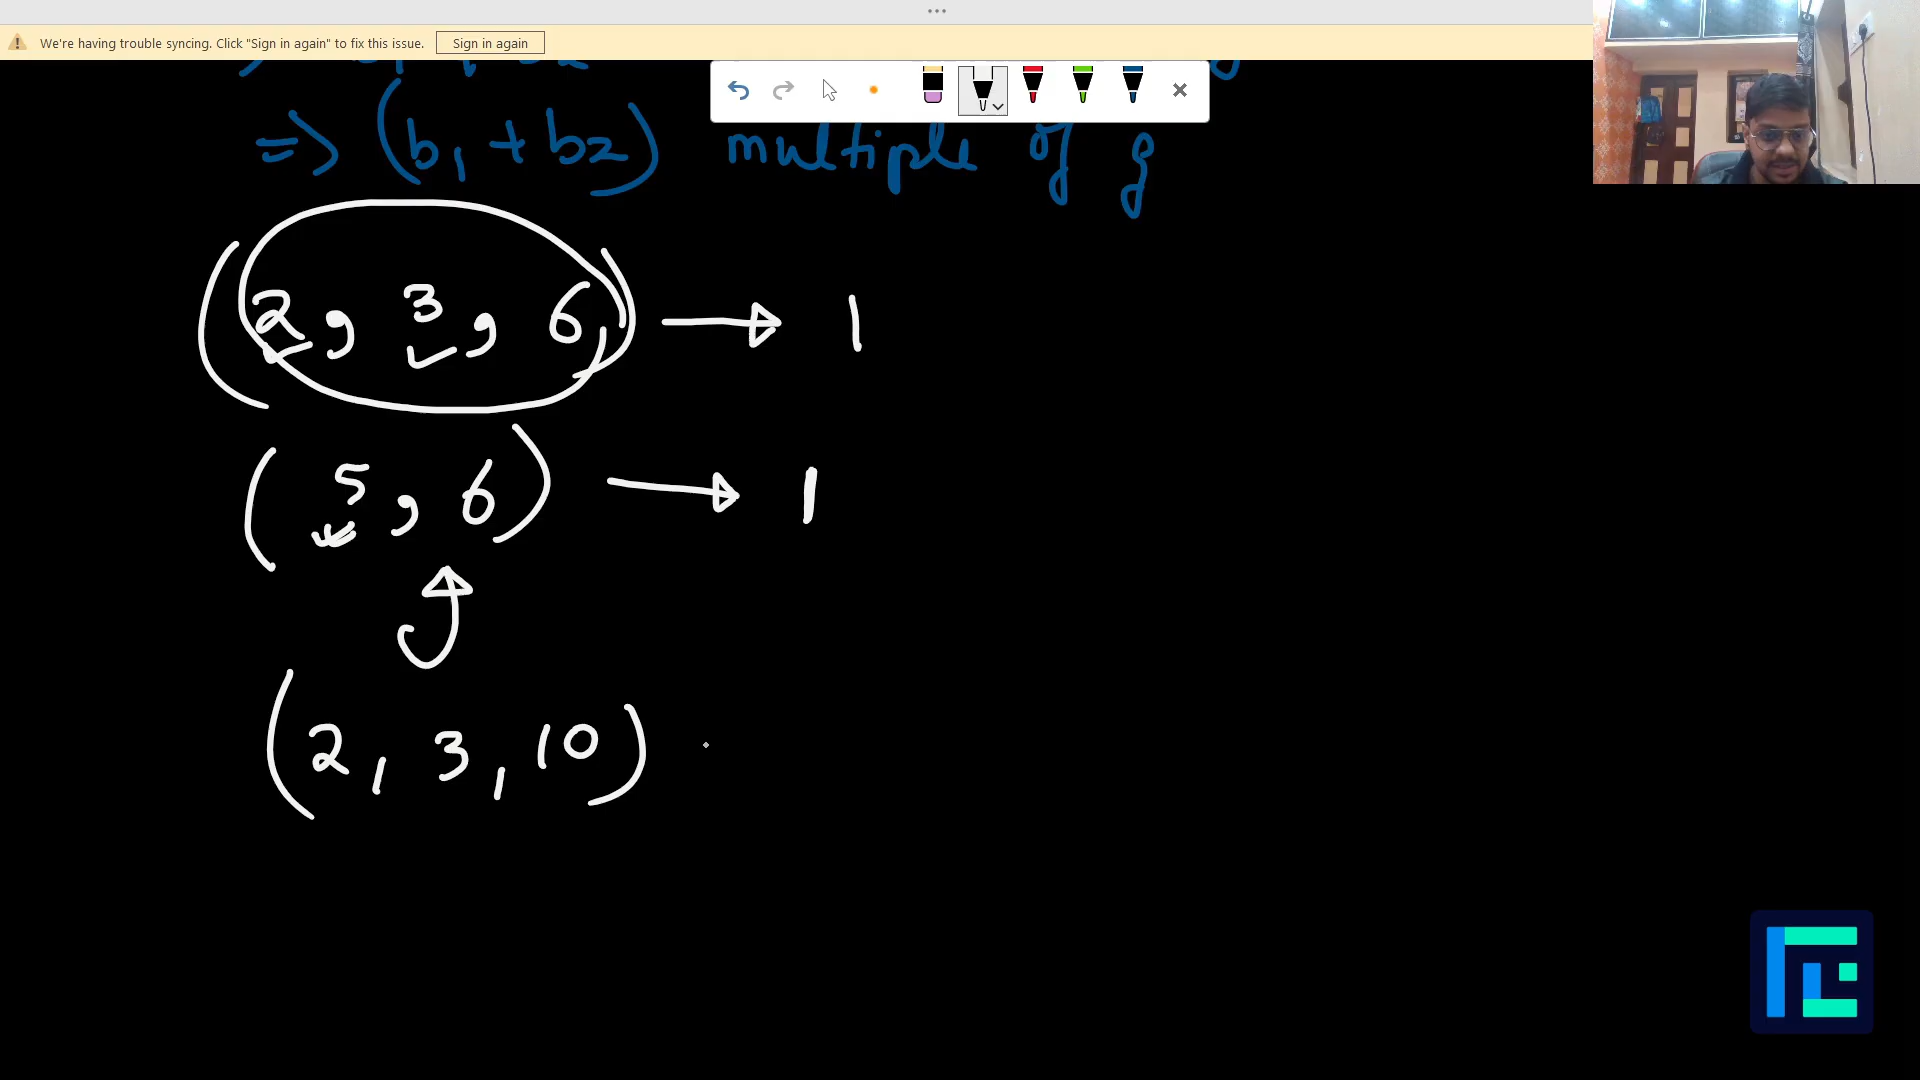 We're having trouble syncing. Click "Sign in again" to fix this issue. Sign in again
=> (b1 + b2) multiple of g
(2, 3, 6,) → 1
(5, 6) → 1
(2, 3, 10)